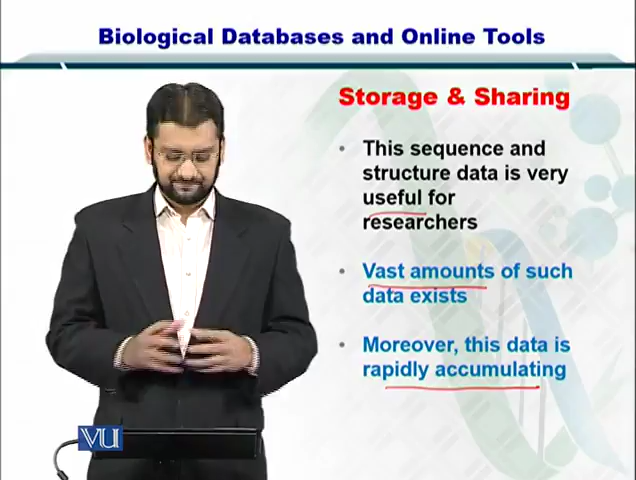 Biological Databases and Online Tools
Storage & Sharing
• This sequence and
structure data is very
useful for
researchers
• Vast amounts of such
data exists
• Moreover, this data is
rapidly accumulating
VU